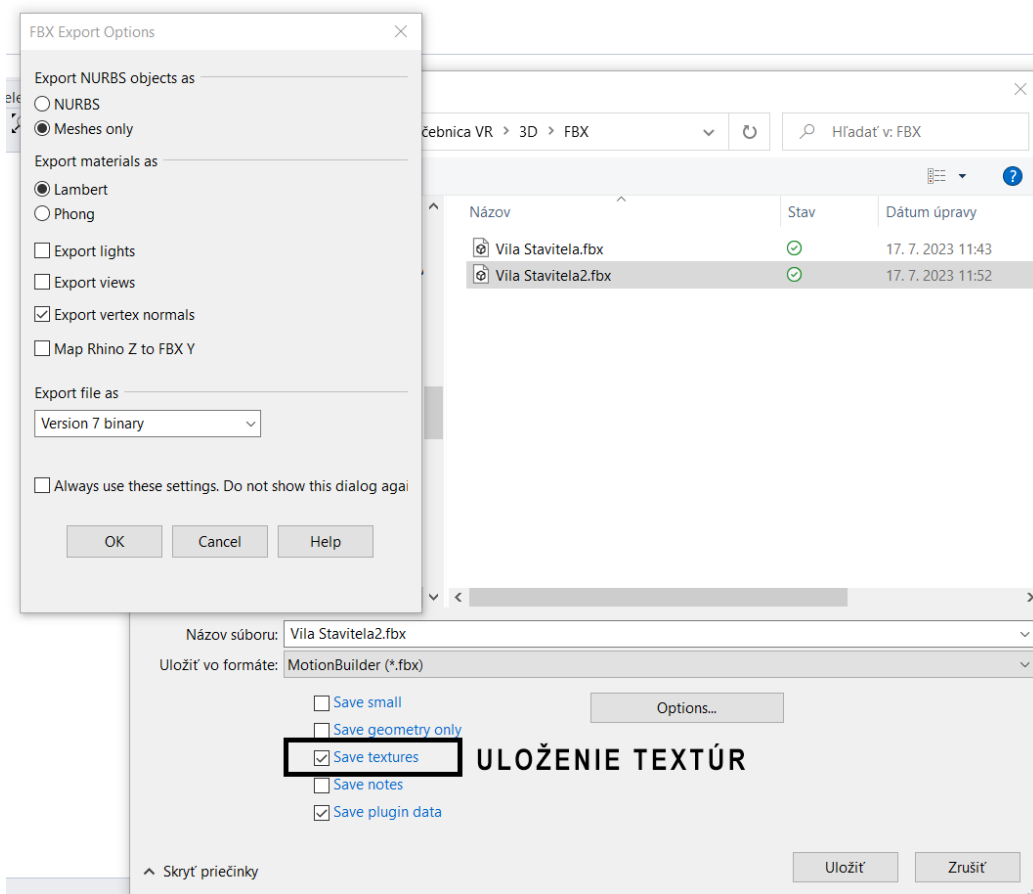 FBX Export Options
Export NURBS objects as
NURBS
Meshes only
Export materials as
Lambert
Phong
Export lights
Export views
Export vertex normals
Map Rhino Z to FBX Y
Export file as
Version 7 binary
Always use these settings. Do not show this dialog agai
OK Cancel Help
ele
čebnica VR > 3D > FBX
Hľadať v: FBX
Názov Stav Dátum úpravy
Vila Stavitela.fbx 17. 7. 2023 11:43
Vila Stavitela2.fbx 17. 7. 2023 11:52
Názov súboru: Vila Stavitela2.fbx
Uložiť vo formáte: MotionBuilder (*.fbx)
Save small
Options...
Save geometry only
Save textures
ULOŽENIE TEXTÚR
Save notes
Save plugin data
Skryť priečinky
Uložiť Zrušiť